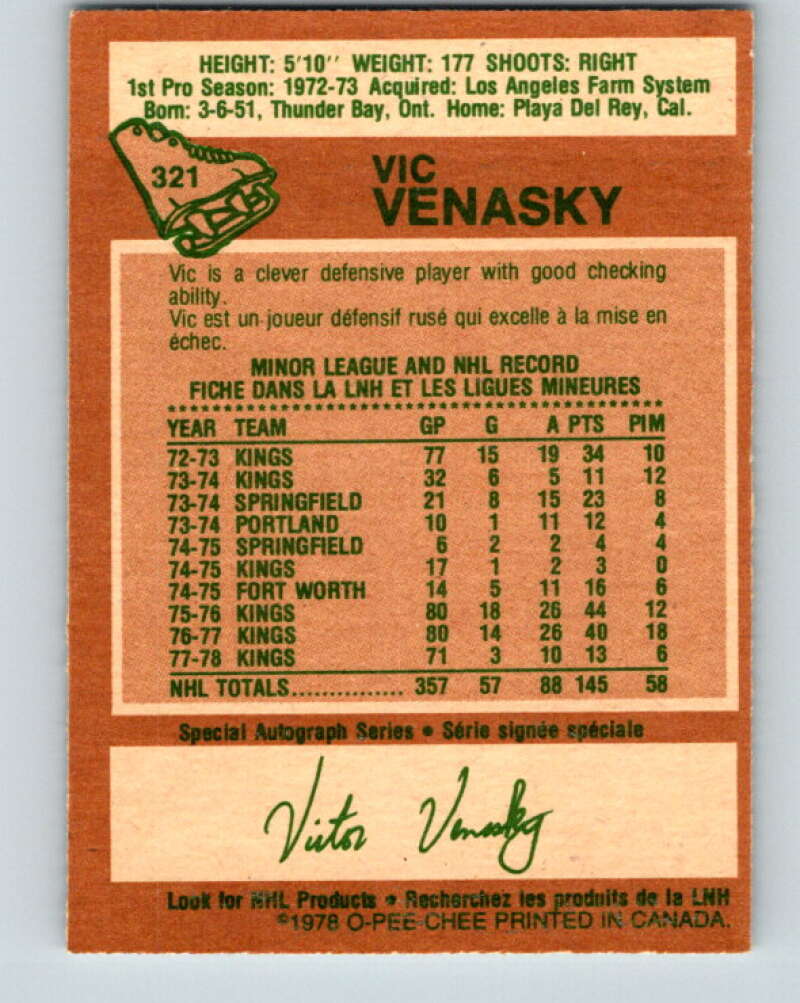 HEIGHT: 5'10'' WEIGHT: 177 SHOOTS: RIGHT
1st Pro Season: 1972-73 Acquired: Los Angeles Farm System
Born: 3-6-51, Thunder Bay, Ont. Home: Playa Del Rey, Cal.
321
VIC
VENASKY
Vic is a clever defensive player with good checking
ability.
Vic est un joueur défensif rusé qui excelle à la mise en
échec.
MINOR LEAGUE AND NHL RECORD
FICHE DANS LA LNH ET LES LIGUES MINEURES
YEAR TEAM GP G A PTS PIM
72-73 KINGS 77 15 19 34 10
73-74 KINGS 32 6 5 11 12
73-74 SPRINGFIELD 21 8 15 23 8
73-74 PORTLAND 10 1 11 12 4
74-75 SPRINGFIELD 6 2 2 4 4
74-75 KINGS 17 1 2 3 0
74-75 FORT WORTH 14 5 11 16 6
75-76 KINGS 80 18 26 44 12
76-77 KINGS 80 14 26 40 18
77-78 KINGS 71 3 10 13 6
NHL TOTALS............... 357 57 88 145 58
Special Autograph Series • Série signée spéciale
Victor Venasky
Look for NHL Products • Recherchez les produits de la LNH
©1978 O-PEE-CHEE PRINTED IN CANADA.